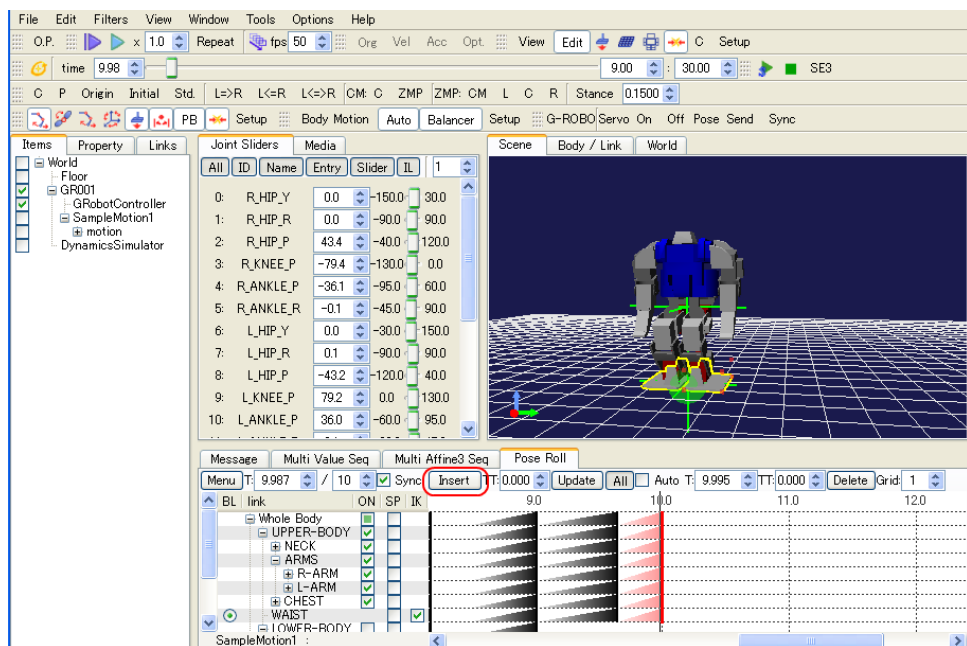 File Edit Filters View Window Tools Options Help
O.P. x 1.0 Repeat fps 50 Org Vel Acc Opt. View Edit C Setup
time 9.98 9.00 : 30.00 SE3
C P Origin Initial Std. L=>R L<=R L<=>R CM: C ZMP ZMP: CM L C R Stance 0.1500
PB Setup Body Motion Auto Balancer Setup G-ROBO Servo On Off Pose Send Sync
Items Property Links
World
Floor
GR001
GRobotController
SampleMotion1
motion
DynamicsSimulator
Joint Sliders Media
All ID Name Entry Slider IL 1
0: R_HIP_Y 0.0 -150.0 30.0
1: R_HIP_R 0.0 -90.0 90.0
2: R_HIP_P 43.4 -40.0 120.0
3: R_KNEE_P -79.4 -130.0 0.0
4: R_ANKLE_P -36.1 -95.0 60.0
5: R_ANKLE_R -0.1 -45.0 90.0
6: L_HIP_Y 0.0 -30.0 150.0
7: L_HIP_R 0.1 -90.0 90.0
8: L_HIP_P -43.2 -120.0 40.0
9: L_KNEE_P 79.2 0.0 130.0
10: L_ANKLE_P 36.0 -60.0 95.0
Scene Body / Link World
Message Multi Value Seq Multi Affine3 Seq Pose Roll
Menu T: 9.987 / 10 Sync Insert TT: 0.000 Update All Auto T: 9.995 TT: 0.000 Delete Grid: 1
BL link ON SP IK 9.0 10.0 11.0 12.0
Whole Body
UPPER-BODY
NECK
ARMS
R-ARM
L-ARM
CHEST
WAIST
LOWER-BODY
SampleMotion1 :